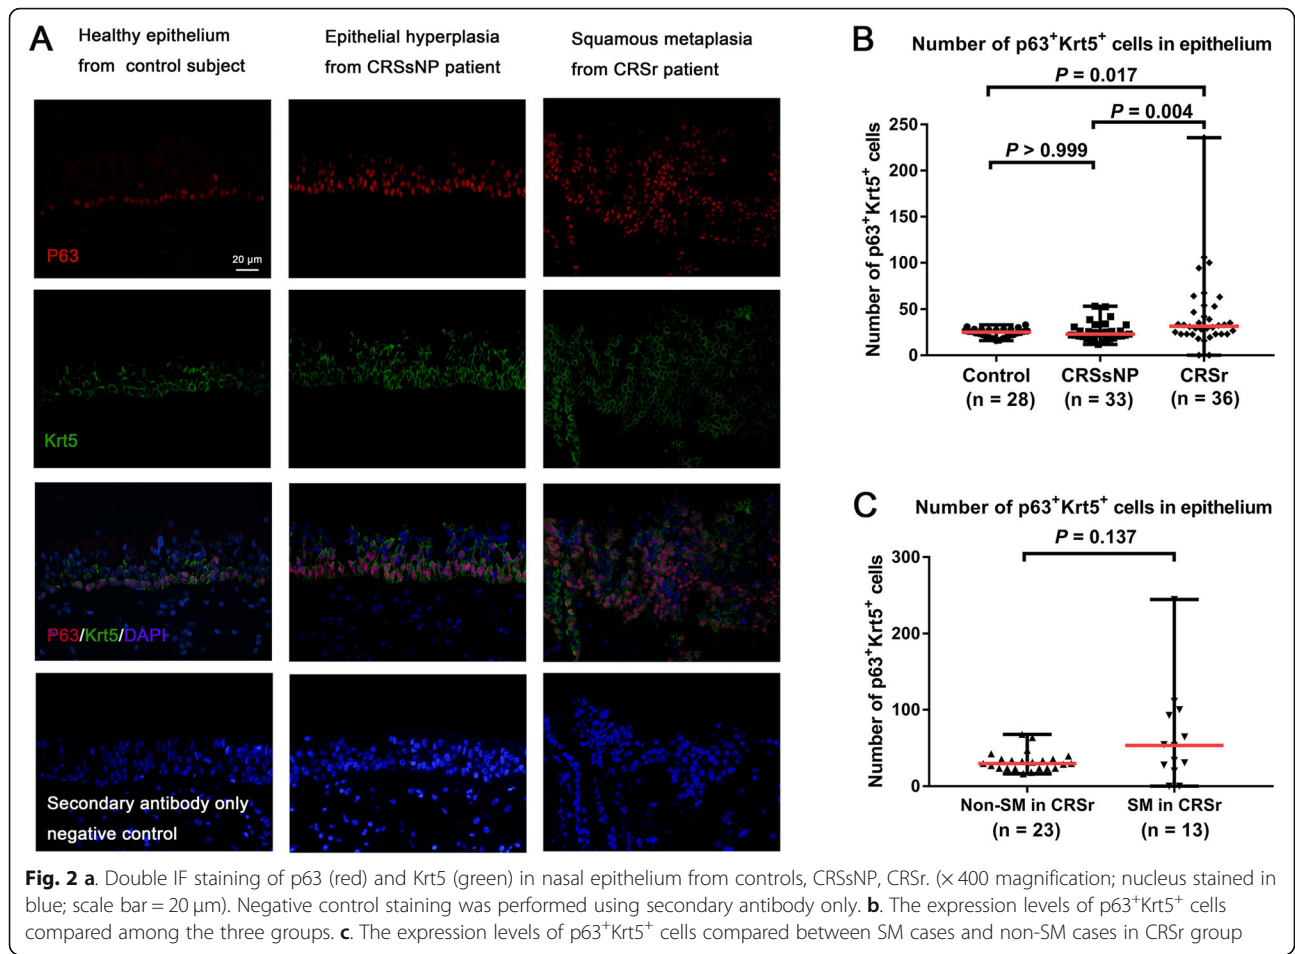 A
Healthy epithelium
from control subject
Epithelial hyperplasia
from CRSsNP patient
Squamous metaplasia
from CRSr patient
P63
20 µm
Krt5
P63/Krt5/DAPI
Secondary antibody only
negative control
B
Number of p63⁺Krt5⁺ cells in epithelium
P = 0.017
P = 0.004
P > 0.999
Number of p63⁺Krt5⁺ cells
250
200
150
100
50
0
Control
(n = 28)
CRSsNP
(n = 33)
CRSr
(n = 36)
C
Number of p63⁺Krt5⁺ cells in epithelium
P = 0.137
Number of p63⁺Krt5⁺ cells
300
200
100
0
Non-SM in CRSr
(n = 23)
SM in CRSr
(n = 13)
Fig. 2 a. Double IF staining of p63 (red) and Krt5 (green) in nasal epithelium from controls, CRSsNP, CRSr. (× 400 magnification; nucleus stained in
blue; scale bar = 20 µm). Negative control staining was performed using secondary antibody only. b. The expression levels of p63⁺Krt5⁺ cells
compared among the three groups. c. The expression levels of p63⁺Krt5⁺ cells compared between SM cases and non-SM cases in CRSr group